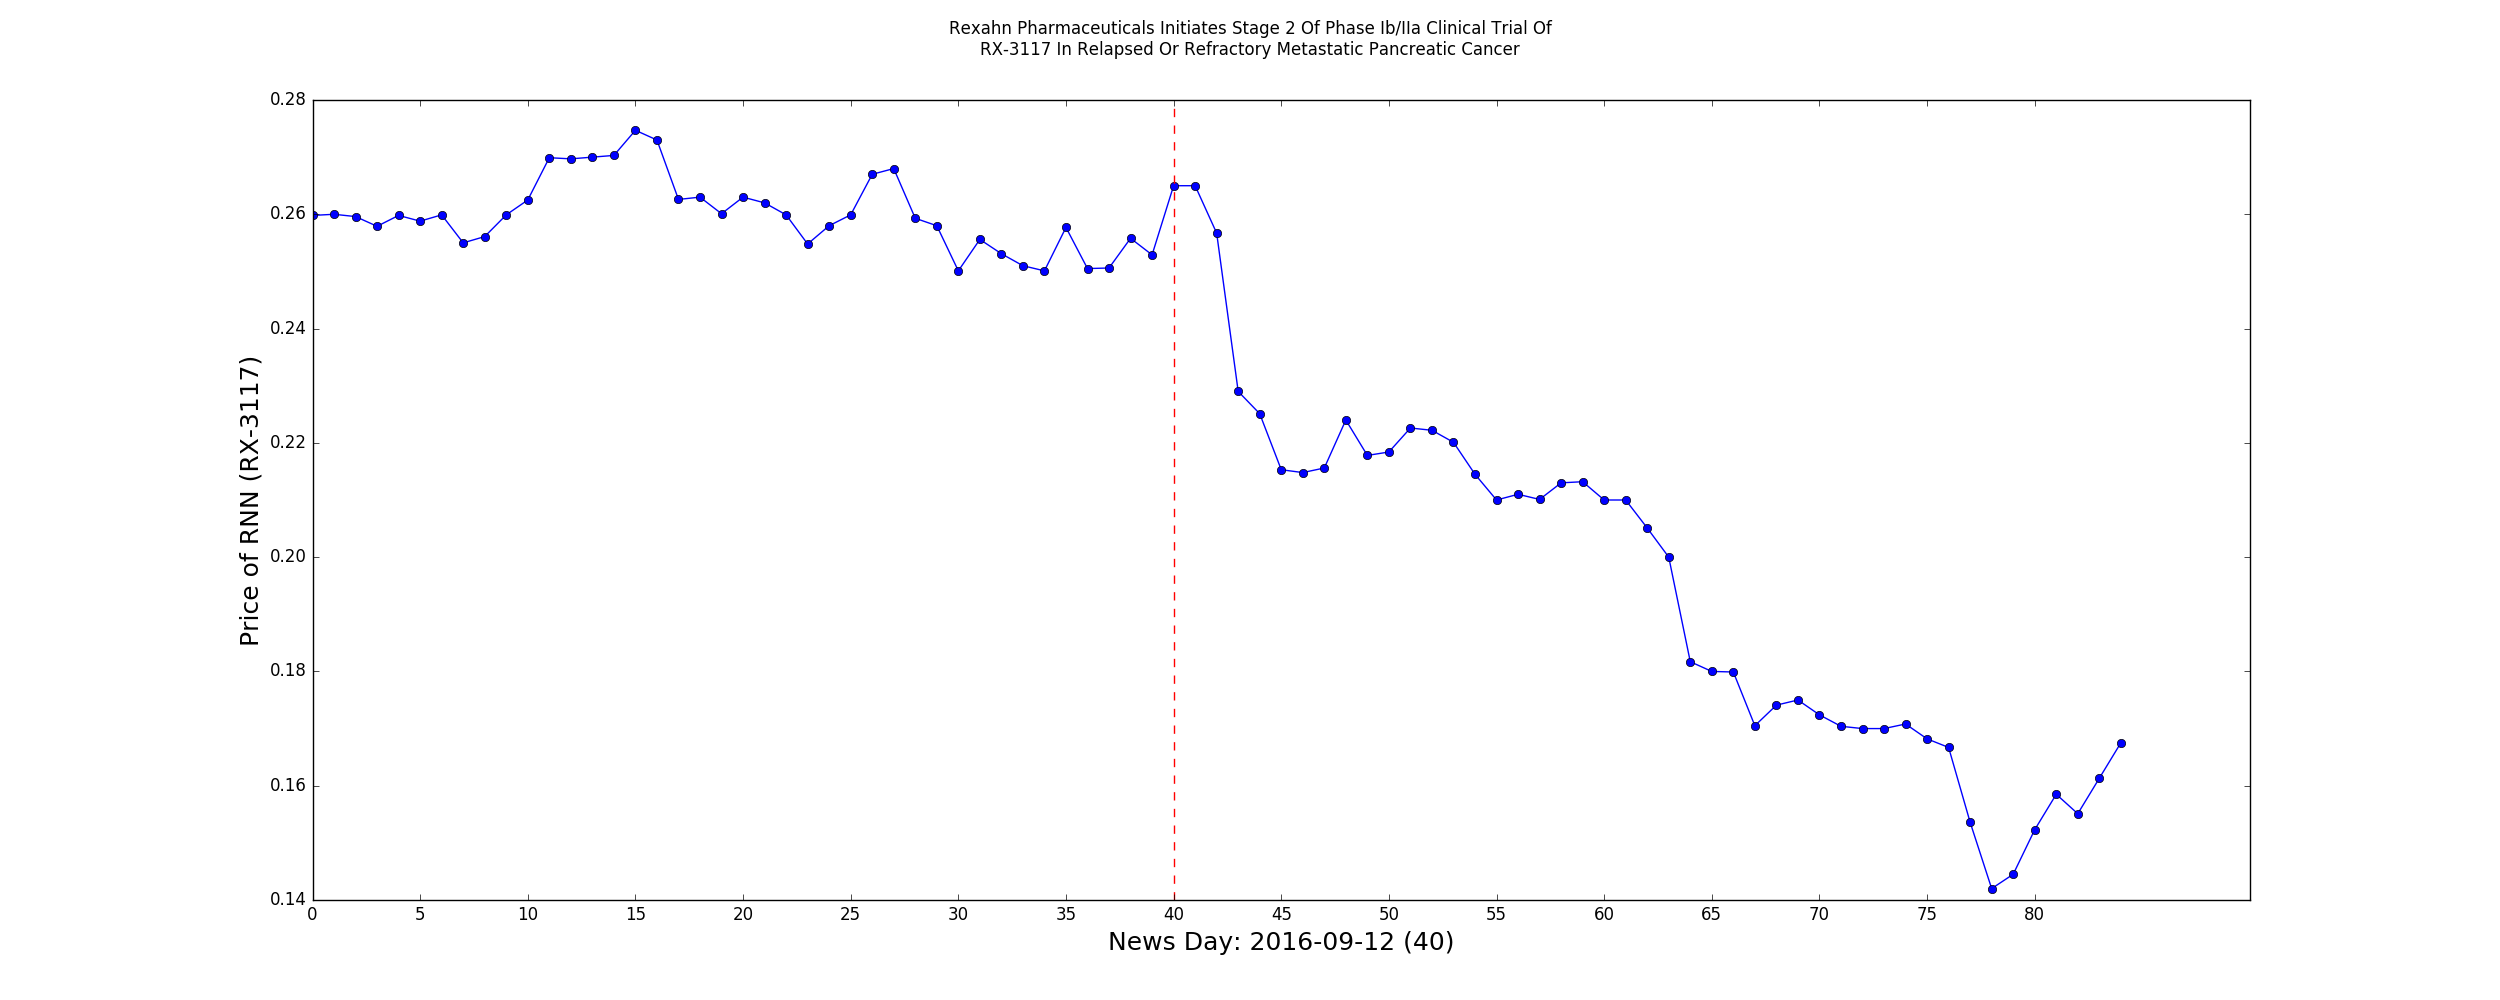 Rexahn Pharmaceuticals Initiates Stage 2 Of Phase Ib/IIa Clinical Trial Of
RX-3117 In Relapsed Or Refractory Metastatic Pancreatic Cancer
0.28
0.26
0.24
0.22
0.20
0.18
0.16
0.14
Price of RNN (RX-3117)
0 5 10 15 20 25 30 35 40 45 50 55 60 65 70 75 80
News Day: 2016-09-12 (40)